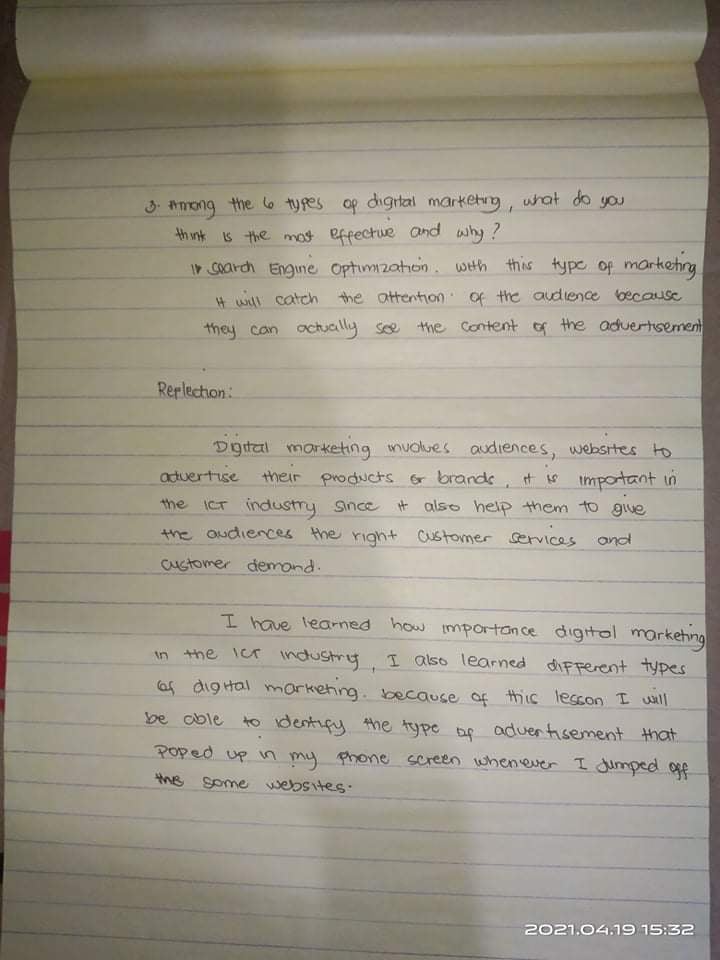 3. Among the 6 types of digital marketing, what do you
think is the most effective and why?
Search Engine Optimization. With this type of marketing
it will catch the attention of the audience because
they can actually see the content of the advertisement
Reflection:
Digital marketing involves audiences, websites to
advertise their products or brands, it is important in
the ICT industry since it also help them to give
the audiences the right customer services and
customer demand.
I have learned how importance digital marketing
in the ICT industry, I also learned different types
of digital marketing. because of this lesson I will
be able to identify the type of advertisement that
poped up in my phone screen whenever I jumped off
some websites.
2021.04.19 15:32